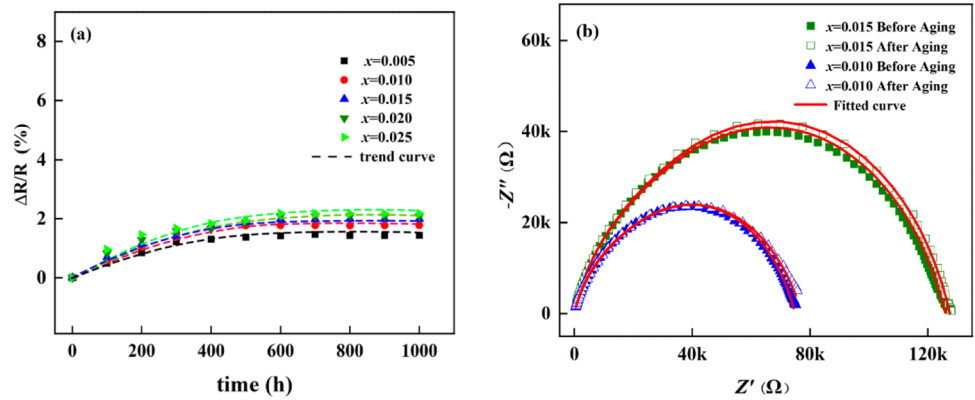 (a)
x=0.005
x=0.010
x=0.015
x=0.020
x=0.025
trend curve
ΔR/R (%)
8
6
4
2
0
0 200 400 600 800 1000
time (h)
(b)
x=0.015 Before Aging
x=0.015 After Aging
x=0.010 Before Aging
x=0.010 After Aging
Fitted curve
-Z″ (Ω)
60k
40k
20k
0
0 40k 80k 120k
Z′ (Ω)